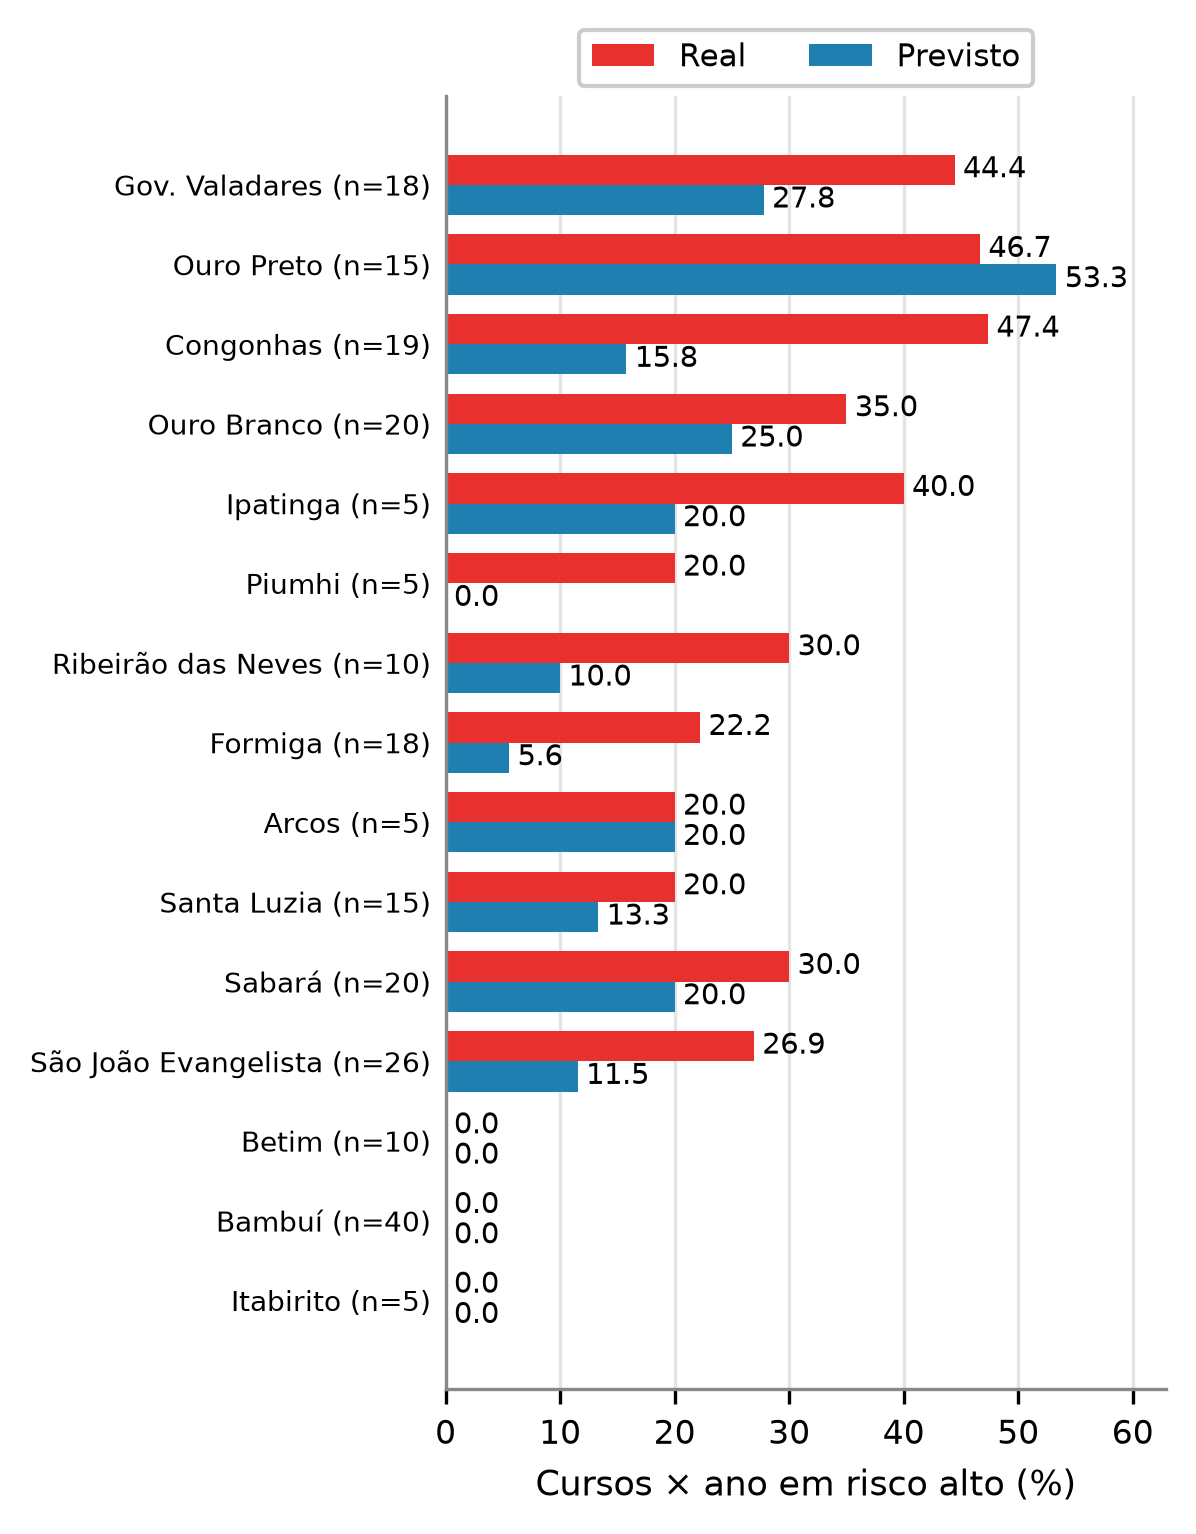 Real Previsto
Gov. Valadares (n=18) 44.4
27.8
Ouro Preto (n=15) 46.7
53.3
Congonhas (n=19) 47.4
15.8
Ouro Branco (n=20) 35.0
25.0
Ipatinga (n=5) 40.0
20.0
Piumhi (n=5) 20.0
0.0
Ribeirão das Neves (n=10) 30.0
10.0
Formiga (n=18) 22.2
5.6
Arcos (n=5) 20.0
20.0
Santa Luzia (n=15) 20.0
13.3
Sabará (n=20) 30.0
20.0
São João Evangelista (n=26) 26.9
11.5
Betim (n=10) 0.0
0.0
Bambuí (n=40) 0.0
0.0
Itabirito (n=5) 0.0
0.0
0 10 20 30 40 50 60
Cursos × ano em risco alto (%)